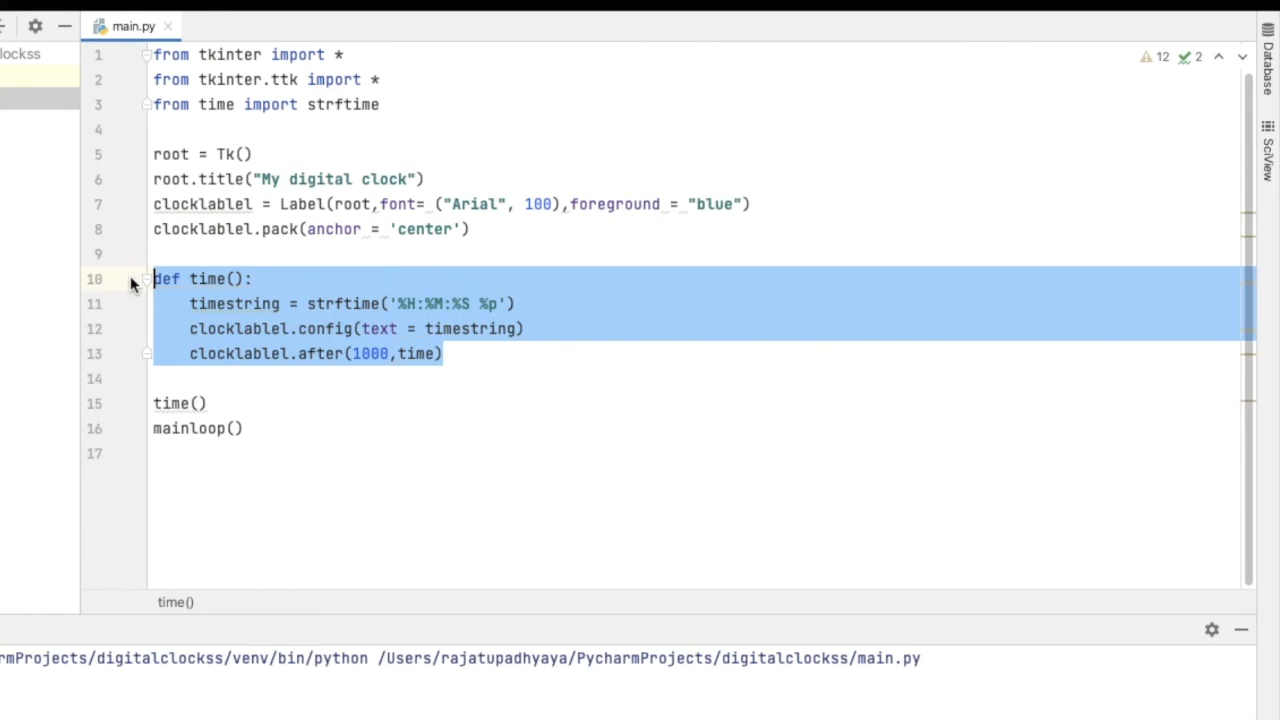 main.py
lockss
12 2
1 from tkinter import *
2 from tkinter.ttk import *
3 from time import strftime
4
5 root = Tk()
6 root.title("My digital clock")
7 clocklablel = Label(root,font= ("Arial", 100),foreground = "blue")
8 clocklablel.pack(anchor = 'center')
9
10 def time():
11 timestring = strftime('%H:%M:%S %p')
12 clocklablel.config(text = timestring)
13 clocklablel.after(1000,time)
14
15 time()
16 mainloop()
17
time()
rmProjects/digitalclockss/venv/bin/python /Users/rajatupadhyaya/PycharmProjects/digitalclockss/main.py
Database
SciView